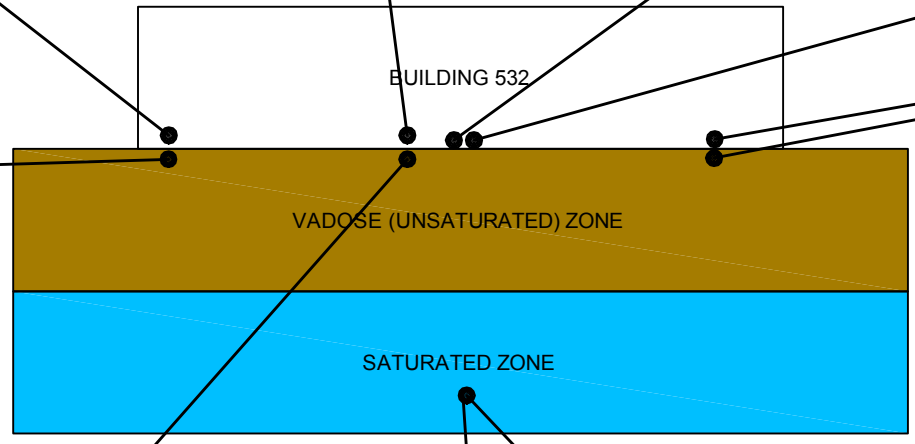 BUILDING 532
VADOSE (UNSATURATED) ZONE
SATURATED ZONE